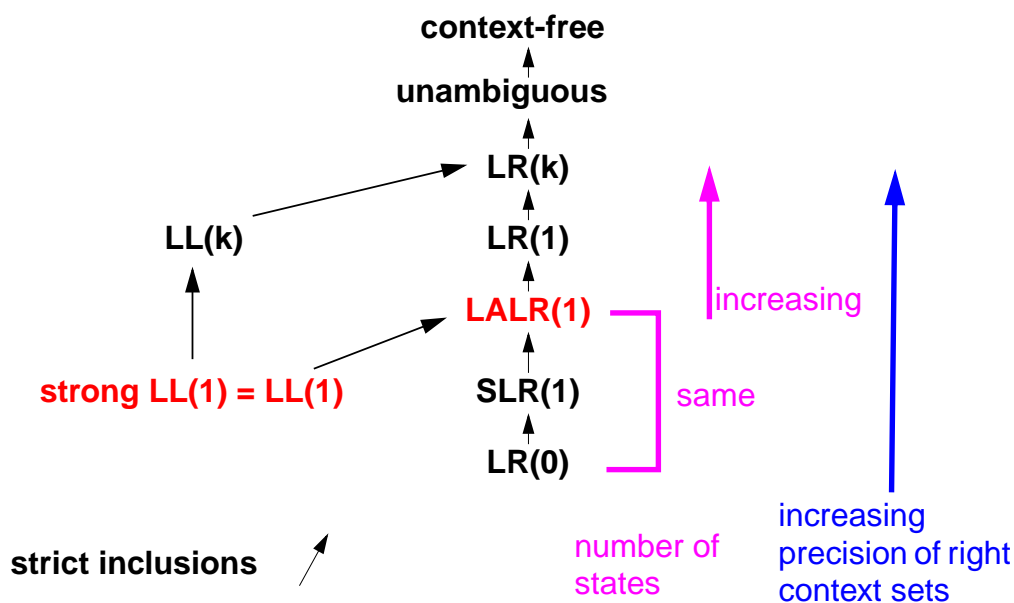 context-free
unambiguous
LR(k)
LL(k)
LR(1)
LALR(1)
increasing
strong LL(1) = LL(1)
SLR(1)
same
LR(0)
strict inclusions
number of
states
increasing
precision of right
context sets